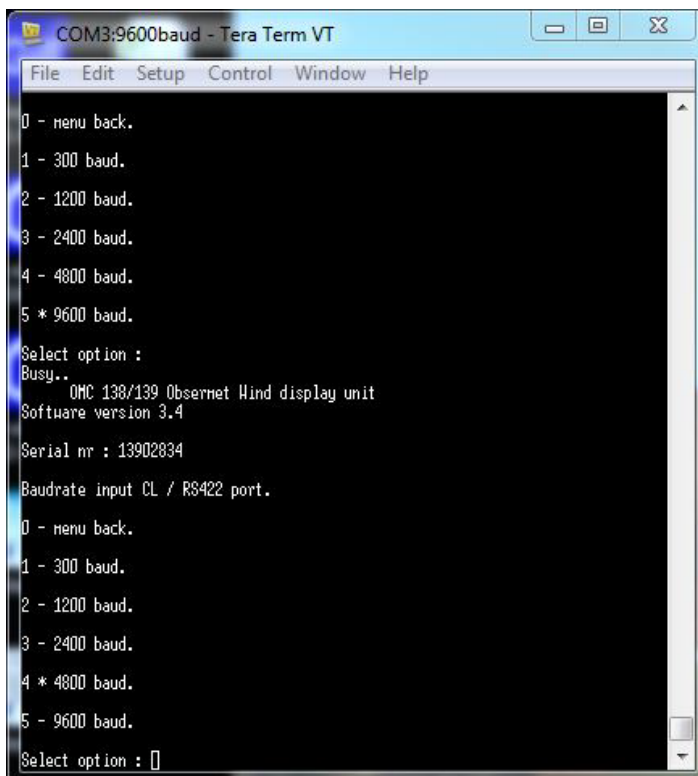 COM3:9600baud - Tera Term VT
File Edit Setup Control Window Help
0 - menu back.
1 - 300 baud.
2 - 1200 baud.
3 - 2400 baud.
4 - 4800 baud.
5 * 9600 baud.
Select option :
Busy..
OMC 138/139 Obsermet Wind display unit
Software version 3.4
Serial nr : 13902834
Baudrate input CL / RS422 port.
0 - menu back.
1 - 300 baud.
2 - 1200 baud.
3 - 2400 baud.
4 * 4800 baud.
5 - 9600 baud.
Select option :